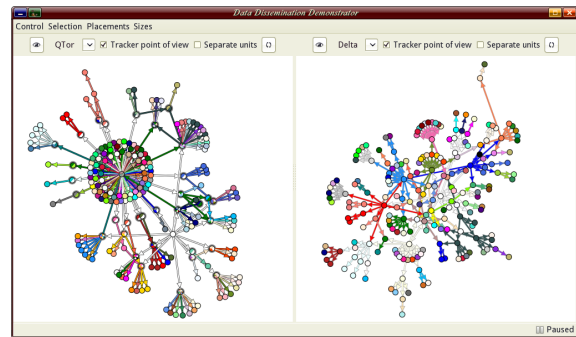 Data Dissemination Demonstrator
Control Selection Placements Sizes
QTor Tracker point of view Separate units Delta Tracker point of view Separate units
Paused